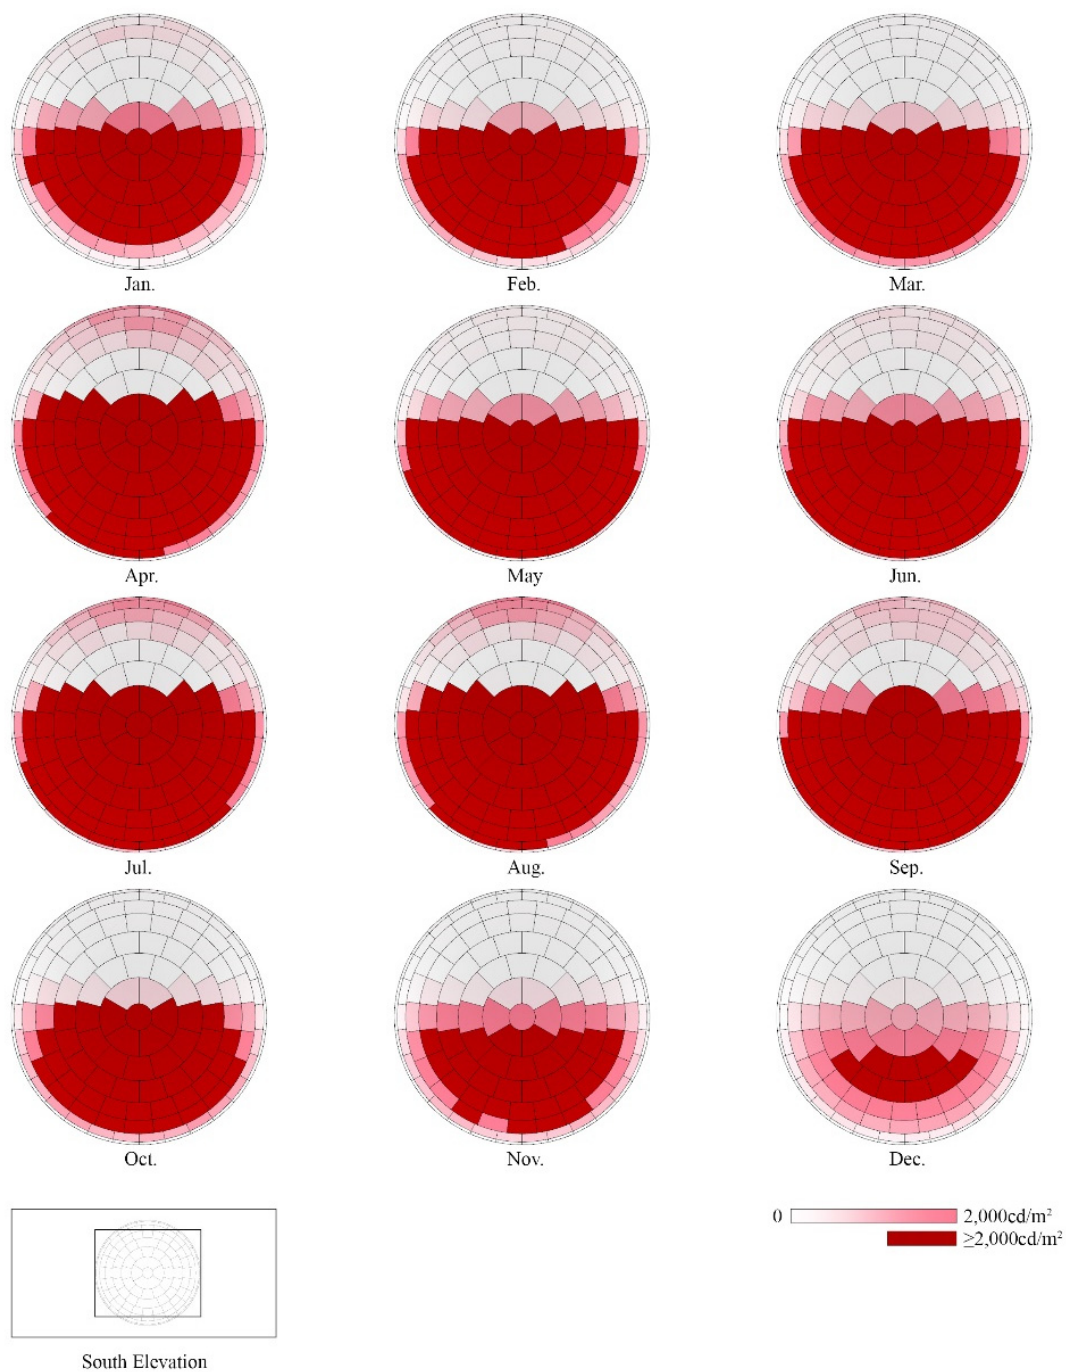 Jan.
Feb.
Mar.
Apr.
May
Jun.
Jul.
Aug.
Sep.
Oct.
Nov.
Dec.
0 2,000cd/m²
≥2,000cd/m²
South Elevation